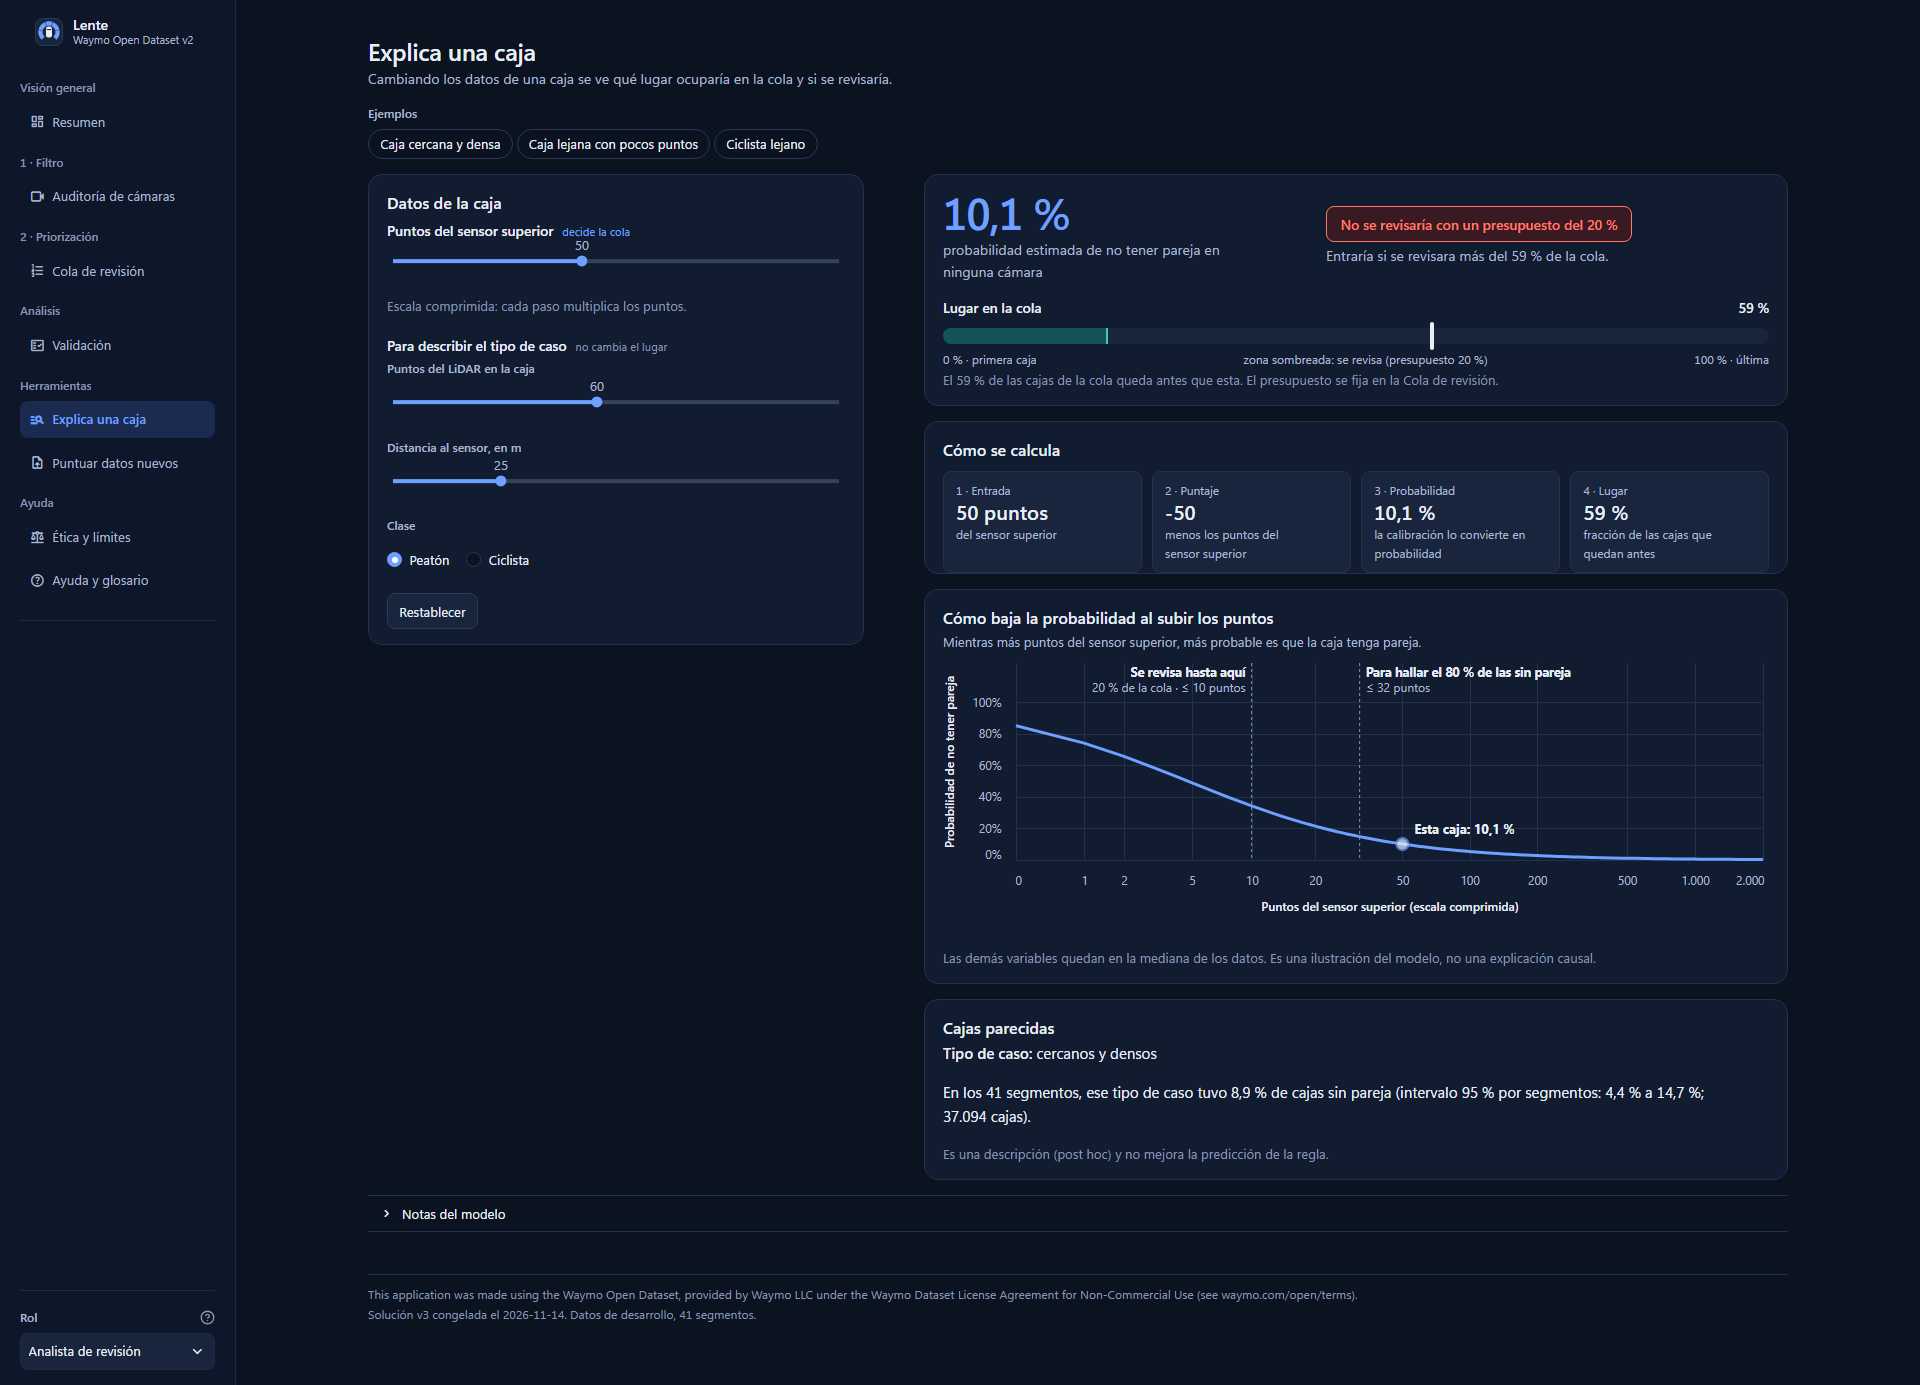 Lente
Waymo Open Dataset v2
Visión general
Resumen
1 · Filtro
Auditoría de cámaras
2 · Priorización
Cola de revisión
Análisis
Validación
Herramientas
Explica una caja
Puntuar datos nuevos
Ayuda
Ética y límites
Ayuda y glosario
Rol
Analista de revisión
Explica una caja
Cambiando los datos de una caja se ve qué lugar ocuparía en la cola y si se revisaría.
Ejemplos
Caja cercana y densa
Caja lejana con pocos puntos
Ciclista lejano
Datos de la caja
Puntos del sensor superior decide la cola
50
Escala comprimida: cada paso multiplica los puntos.
Para describir el tipo de caso no cambia el lugar
Puntos del LiDAR en la caja
60
Distancia al sensor, en m
25
Clase
Peatón
Ciclista
Restablecer
10,1 %
probabilidad estimada de no tener pareja en
ninguna cámara
No se revisaría con un presupuesto del 20 %
Entraría si se revisara más del 59 % de la cola.
Lugar en la cola
59 %
0 % · primera caja
zona sombreada: se revisa (presupuesto 20 %)
100 % · última
El 59 % de las cajas de la cola queda antes que esta. El presupuesto se fija en la Cola de revisión.
Cómo se calcula
1 · Entrada
50 puntos
del sensor superior
2 · Puntaje
-50
menos los puntos del
sensor superior
3 · Probabilidad
10,1 %
la calibración lo convierte en
probabilidad
4 · Lugar
59 %
fracción de las cajas que
quedan antes
Cómo baja la probabilidad al subir los puntos
Mientras más puntos del sensor superior, más probable es que la caja tenga pareja.
Se revisa hasta aquí
20 % de la cola · ≤ 10 puntos
Para hallar el 80 % de las sin pareja
≤ 32 puntos
Probabilidad de no tener pareja
100%
80%
60%
40%
20%
0%
Esta caja: 10,1 %
0 1 2 5 10 20 50 100 200 500 1.000 2.000
Puntos del sensor superior (escala comprimida)
Las demás variables quedan en la mediana de los datos. Es una ilustración del modelo, no una explicación causal.
Cajas parecidas
Tipo de caso: cercanos y densos
En los 41 segmentos, ese tipo de caso tuvo 8,9 % de cajas sin pareja (intervalo 95 % por segmentos: 4,4 % a 14,7 %;
37.094 cajas).
Es una descripción (post hoc) y no mejora la predicción de la regla.
Notas del modelo
This application was made using the Waymo Open Dataset, provided by Waymo LLC under the Waymo Dataset License Agreement for Non-Commercial Use (see waymo.com/open/terms).
Solución v3 congelada el 2026-11-14. Datos de desarrollo, 41 segmentos.